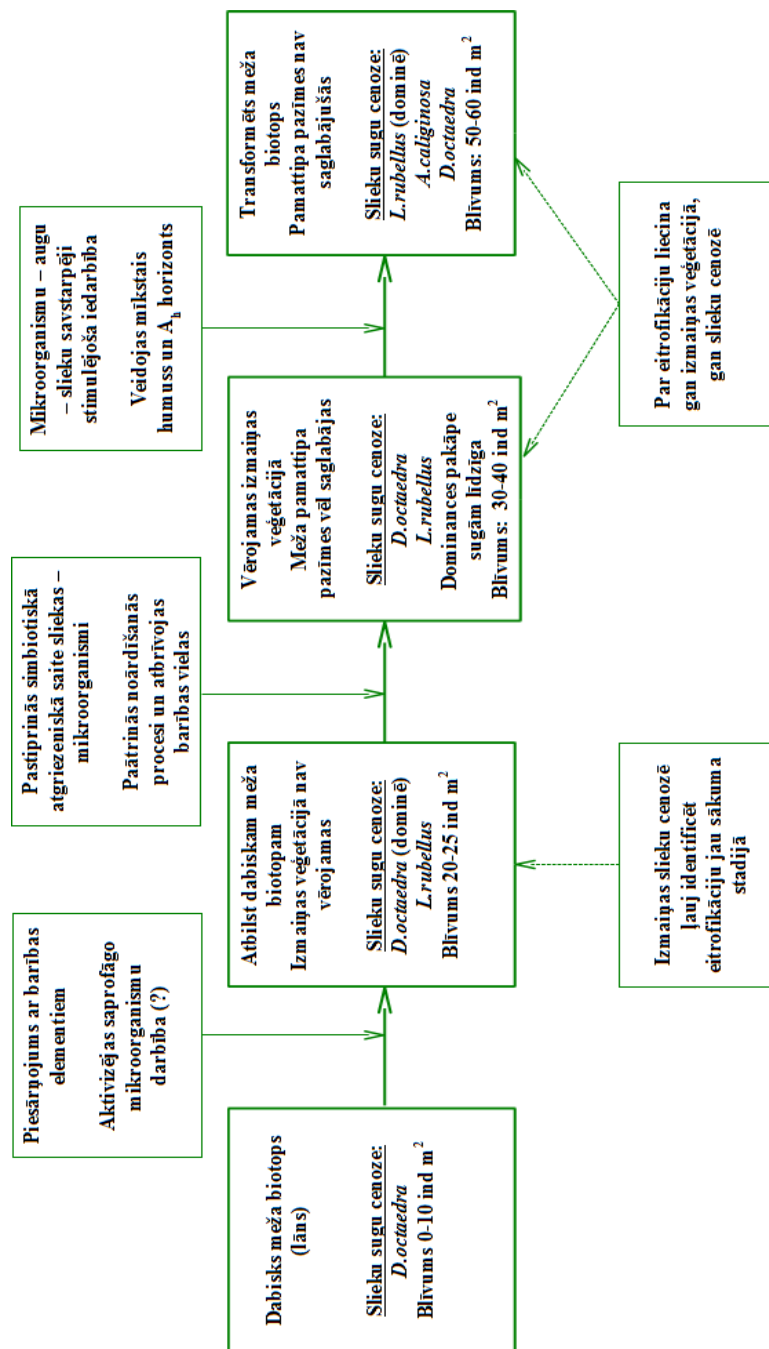 Piesārņojums ar barības
elementiem
Aktivizējas saprofāgo
mikroorganismu
darbība (?)
Pastiprinās simbiotiskā
atgriezeniskā saite sliekas –
mikroorganismi
Paātrinās noārdīšanās
procesi un atbrīvojas
barības vielas
Mikroorganismu – augu
– slieku savstarpēji
stimulējoša iedarbība
Veidojas mīkstais
humuss un A_h horizonts
Dabisks meža biotops
(lāns)
Slieku sugu cenoze:
D.octaedra
Blīvums 0-10 ind m²
Atbilst dabiskam meža
biotopam
Izmaiņas veģetācijā nav
vērojamas
Slieku sugu cenoze:
D.octaedra (dominē)
L.rubellus
Blīvums 20-25 ind m²
Vērojamas izmaiņas
veģetācijā
Meža pamattipa
pazīmes vēl saglabājas
Slieku sugu cenoze:
D.octaedra
L.rubellus
Dominances pakāpe
sugām līdzīga
Blīvums: 30-40 ind m²
Transformēts meža
biotops
Pamattipa pazīmes nav
saglabājušās
Slieku sugu cenoze:
L.rubellus (dominē)
A.caliginosa
D.octaedra
Blīvums: 50-60 ind m²
Izmaiņas slieku cenozē
ļauj identificēt
eitrofikāciju jau sākuma
stadijā
Par eitrofikāciju liecina
gan izmaiņas veģetācijā,
gan slieku cenozē